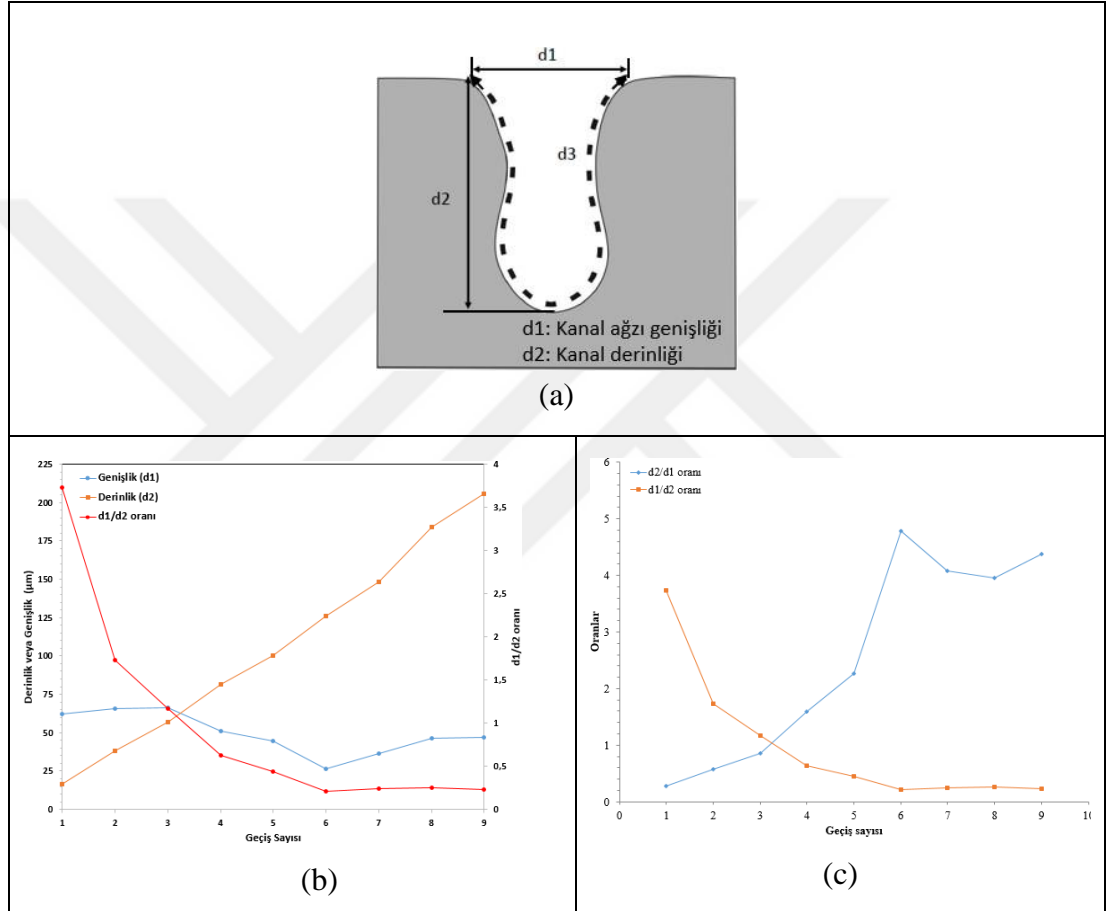 d1
d3
d2
d1: Kanal ağzı genişliği
d2: Kanal derinliği
(a)
225
200
175
150
125
100
75
50
25
0
Derinlik veya Genişlik (µm)
Genişlik (d1)
Derinlik (d2)
d1/d2 oranı
4
3,5
3
2,5
2
1,5
1
0,5
0
d1/d2 oranı
1 2 3 4 5 6 7 8 9
Geçiş Sayısı
(b)
6
5
4
3
2
1
0
Oranlar
d2/d1 oranı
d1/d2 oranı
0 1 2 3 4 5 6 7 8 9 10
Geçiş sayısı
(c)